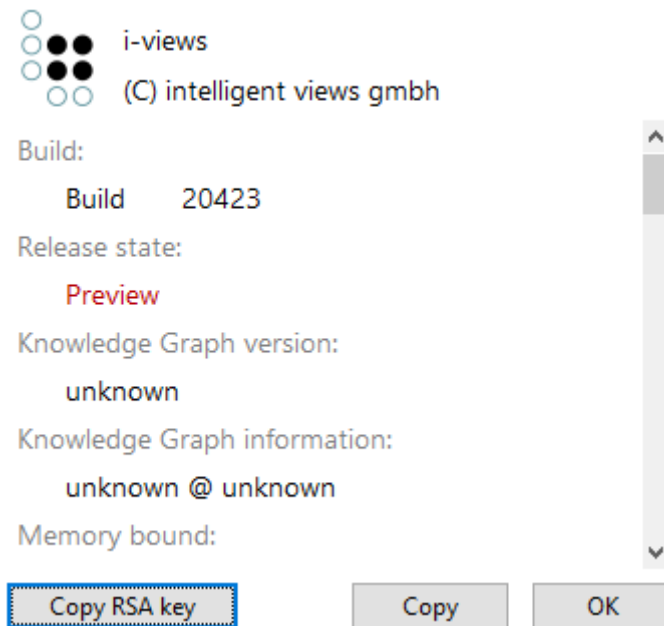 i-views
(C) intelligent views gmbh
Build:
Build 20423
Release state:
Preview
Knowledge Graph version:
unknown
Knowledge Graph information:
unknown @ unknown
Memory bound:
Copy RSA key Copy OK